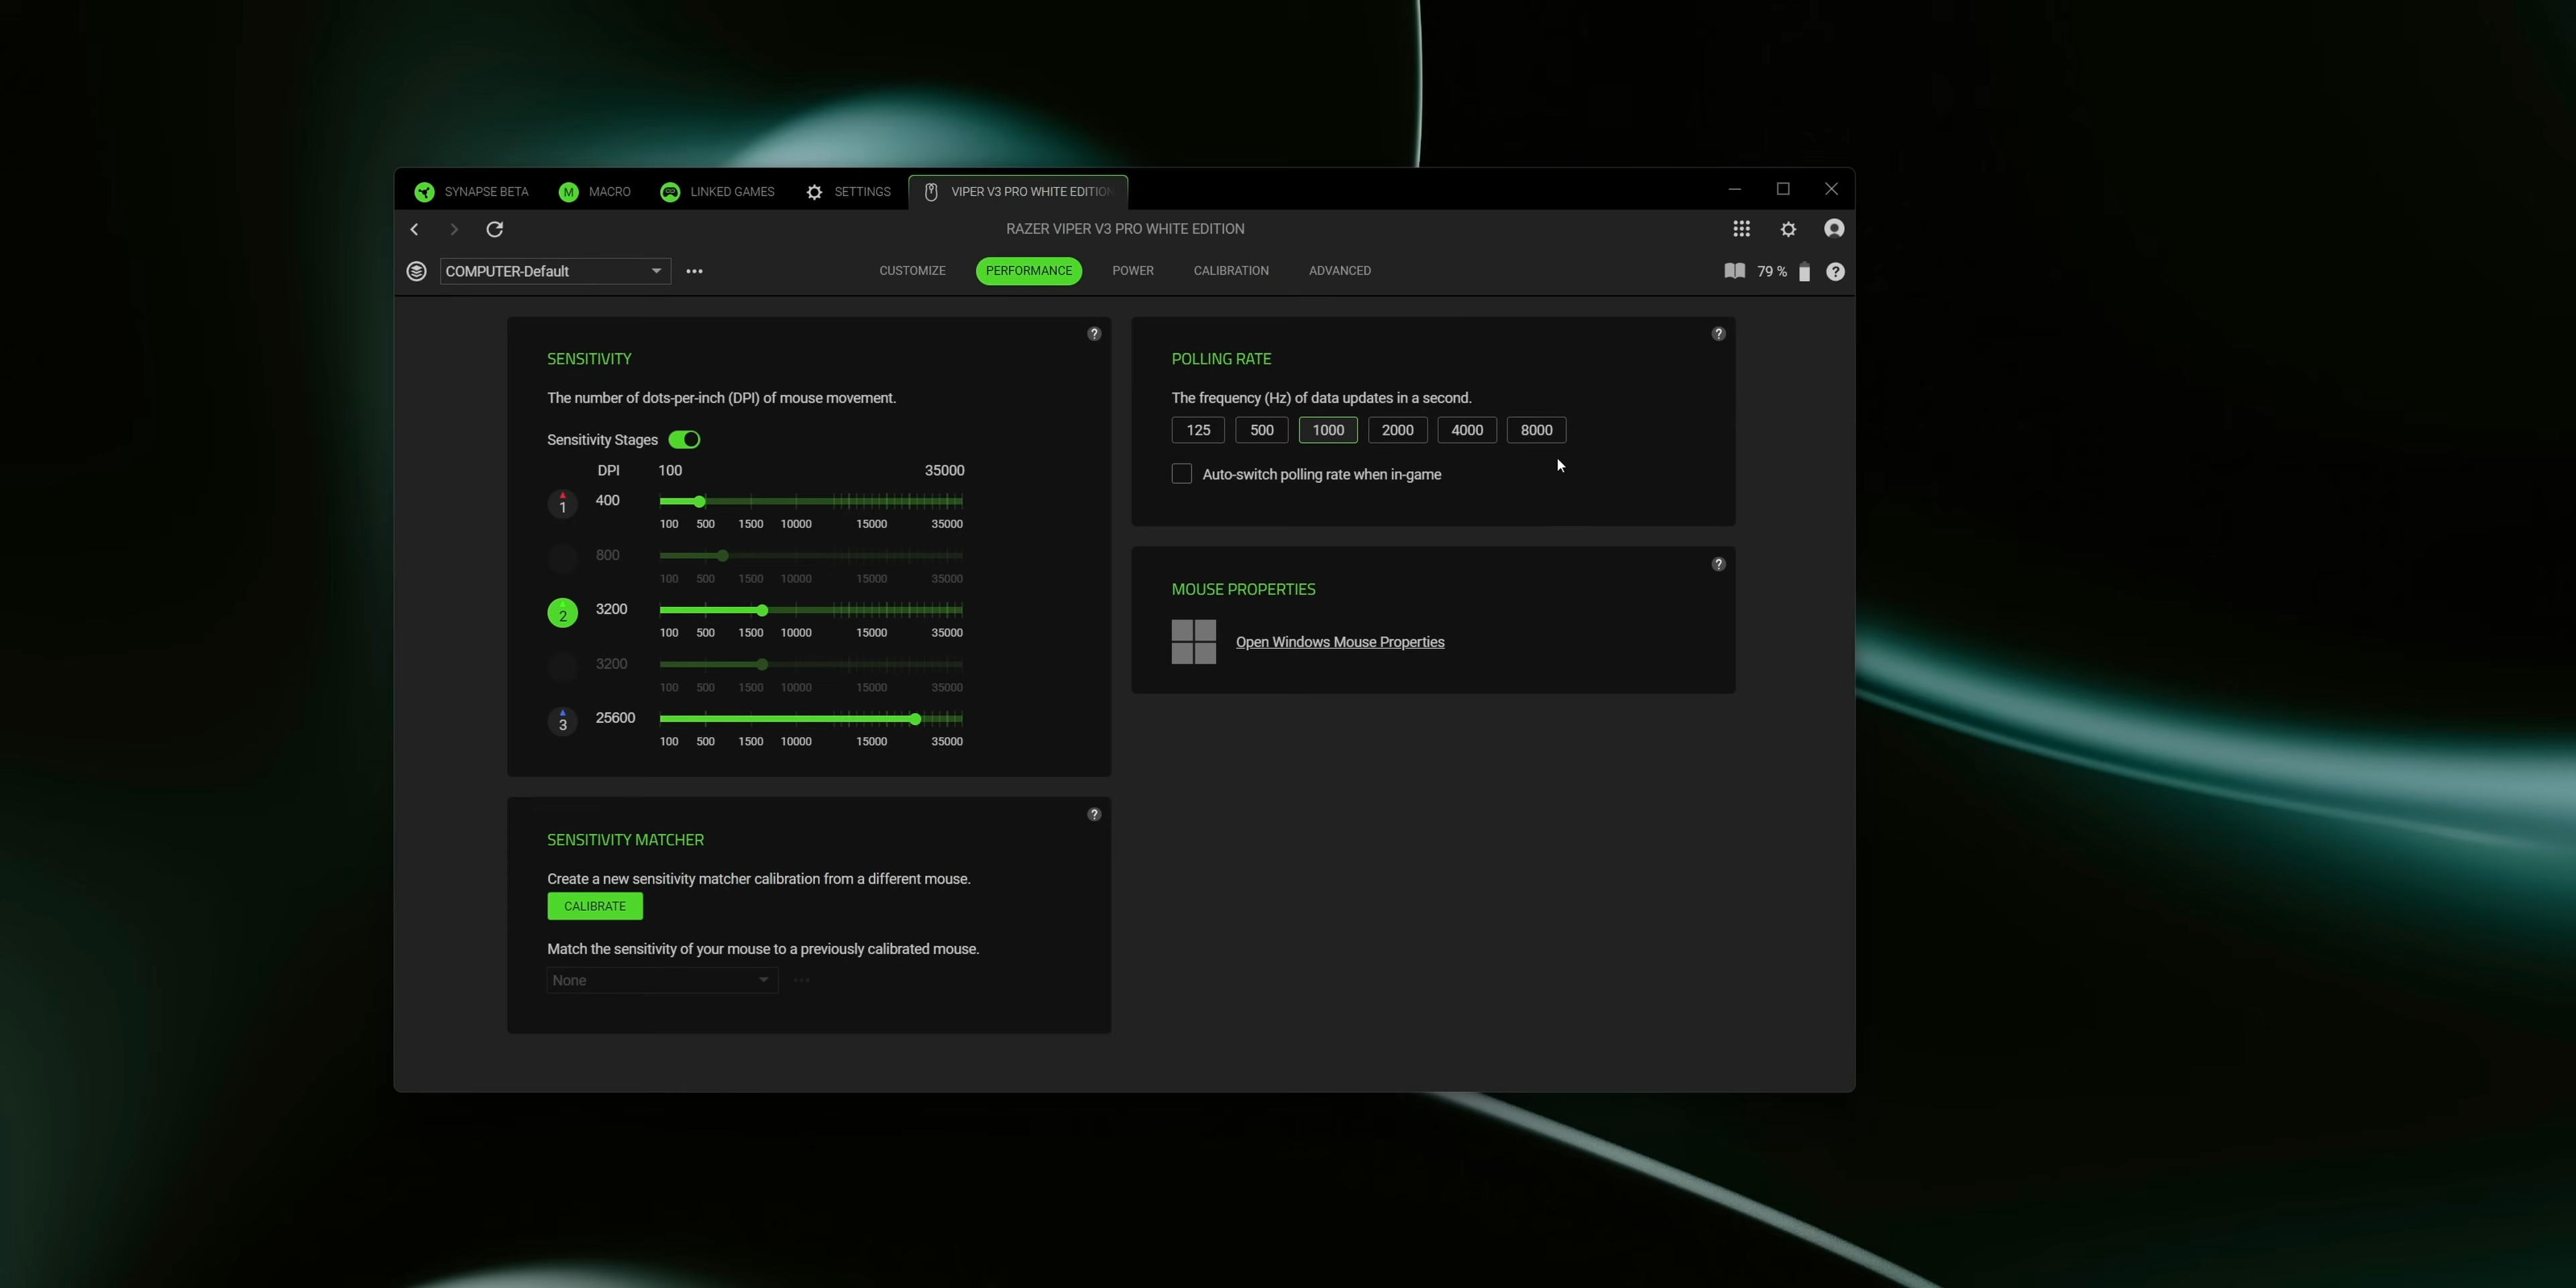 SYNAPSE BETA
M MACRO
LINKED GAMES
SETTINGS
VIPER V3 PRO WHITE EDITION
RAZER VIPER V3 PRO WHITE EDITION
COMPUTER-Default
CUSTOMIZE
PERFORMANCE
POWER
CALIBRATION
ADVANCED
79 %
?
?
SENSITIVITY
The number of dots-per-inch (DPI) of mouse movement.
Sensitivity Stages
DPI 100 35000
1 400
100 500 1500 10000 15000 35000
800
100 500 1500 10000 15000 35000
2 3200
100 500 1500 10000 15000 35000
3200
100 500 1500 10000 15000 35000
3 25600
100 500 1500 10000 15000 35000
?
SENSITIVITY MATCHER
Create a new sensitivity matcher calibration from a different mouse.
CALIBRATE
Match the sensitivity of your mouse to a previously calibrated mouse.
None
?
POLLING RATE
The frequency (Hz) of data updates in a second.
125 500 1000 2000 4000 8000
Auto-switch polling rate when in-game
?
MOUSE PROPERTIES
Open Windows Mouse Properties